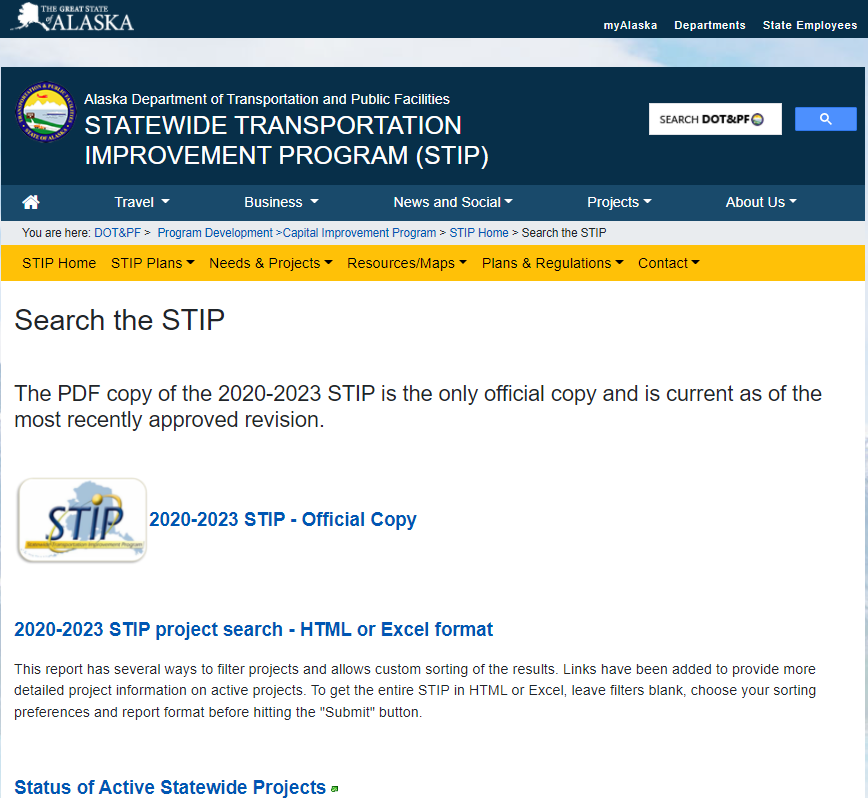 THE GREAT STATE
of ALASKA
myAlaska Departments State Employees
Alaska Department of Transportation and Public Facilities
STATEWIDE TRANSPORTATION
IMPROVEMENT PROGRAM (STIP)
SEARCH DOT&PF
Travel Business News and Social Projects About Us
You are here: DOT&PF > Program Development >Capital Improvement Program > STIP Home > Search the STIP
STIP Home STIP Plans Needs & Projects Resources/Maps Plans & Regulations Contact
Search the STIP
The PDF copy of the 2020-2023 STIP is the only official copy and is current as of the
most recently approved revision.
STIP
Statewide Transportation Improvement Program
2020-2023 STIP - Official Copy
2020-2023 STIP project search - HTML or Excel format
This report has several ways to filter projects and allows custom sorting of the results. Links have been added to provide more
detailed project information on active projects. To get the entire STIP in HTML or Excel, leave filters blank, choose your sorting
preferences and report format before hitting the "Submit" button.
Status of Active Statewide Projects